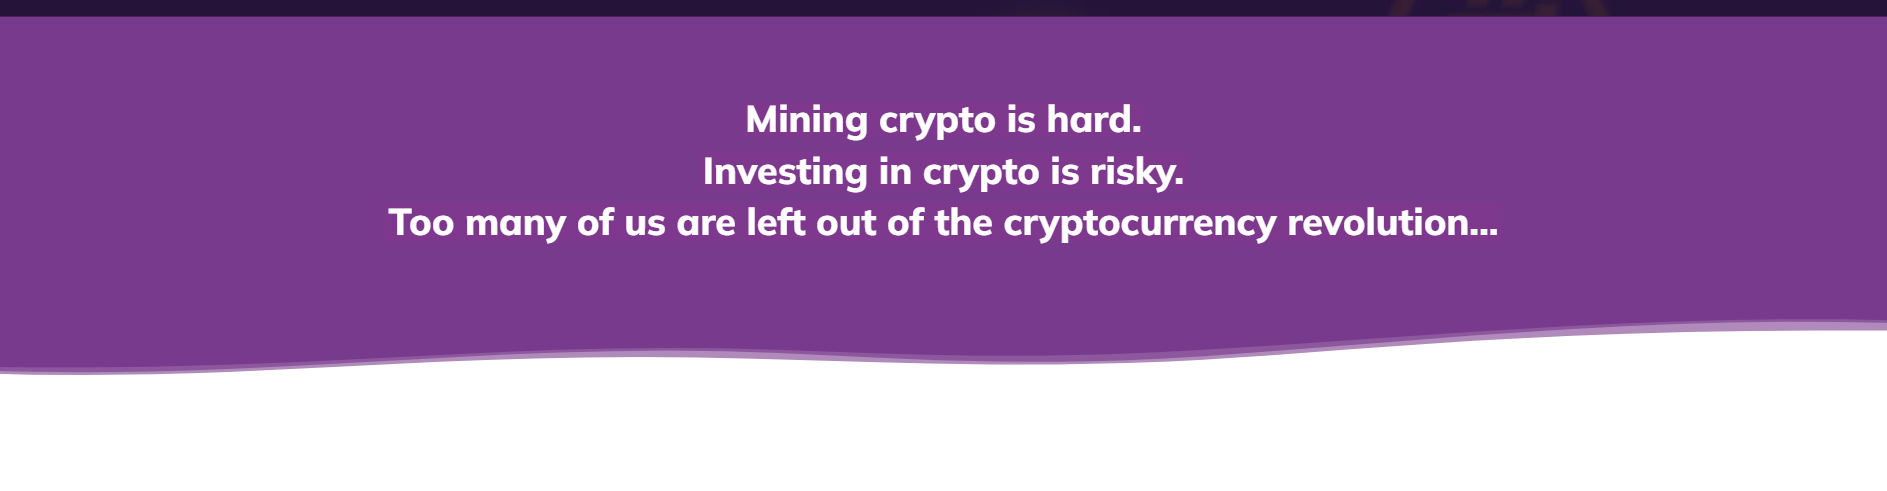 Mining crypto is hard.
Investing in crypto is risky.
Too many of us are left out of the cryptocurrency revolution...